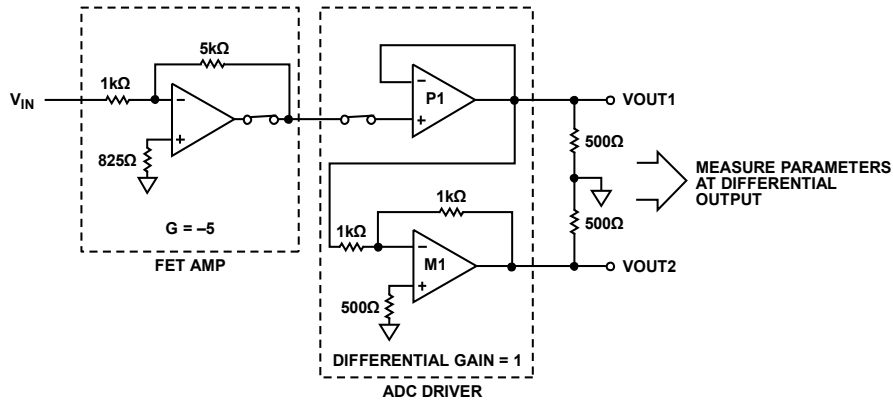 5kΩ
1kΩ
VIN
–
+
825Ω
G = –5
FET AMP
–
P1
+
VOUT1
500Ω
MEASURE PARAMETERS
AT DIFFERENTIAL
OUTPUT
1kΩ
1kΩ
500Ω
–
M1
+
VOUT2
500Ω
DIFFERENTIAL GAIN = 1
ADC DRIVER